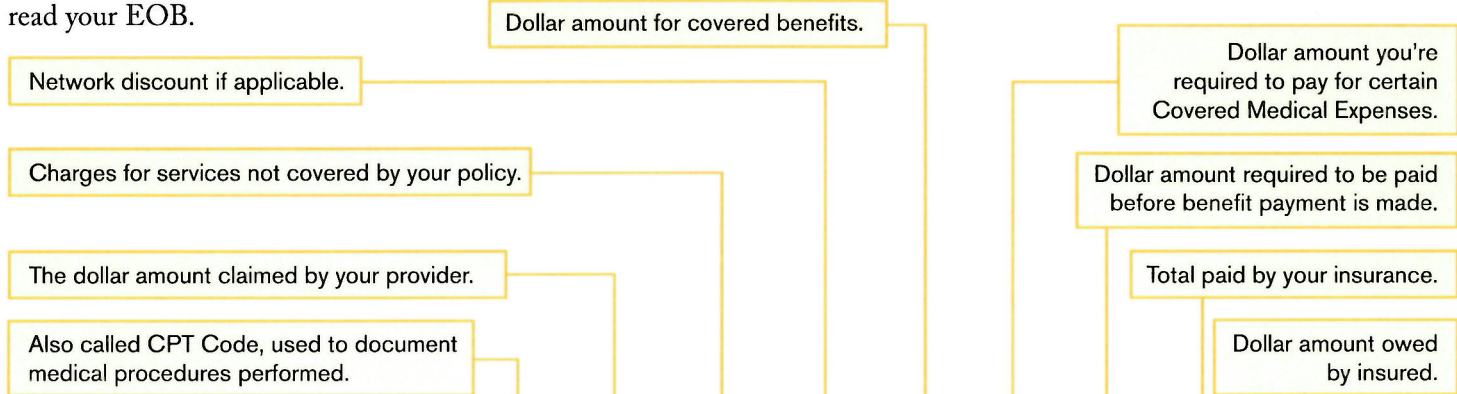 read your EOB.
Dollar amount for covered benefits.
Network discount if applicable.
Dollar amount you're
required to pay for certain
Covered Medical Expenses.
Charges for services not covered by your policy.
Dollar amount required to be paid
before benefit payment is made.
The dollar amount claimed by your provider.
Total paid by your insurance.
Also called CPT Code, used to document
medical procedures performed.
Dollar amount owed
by insured.